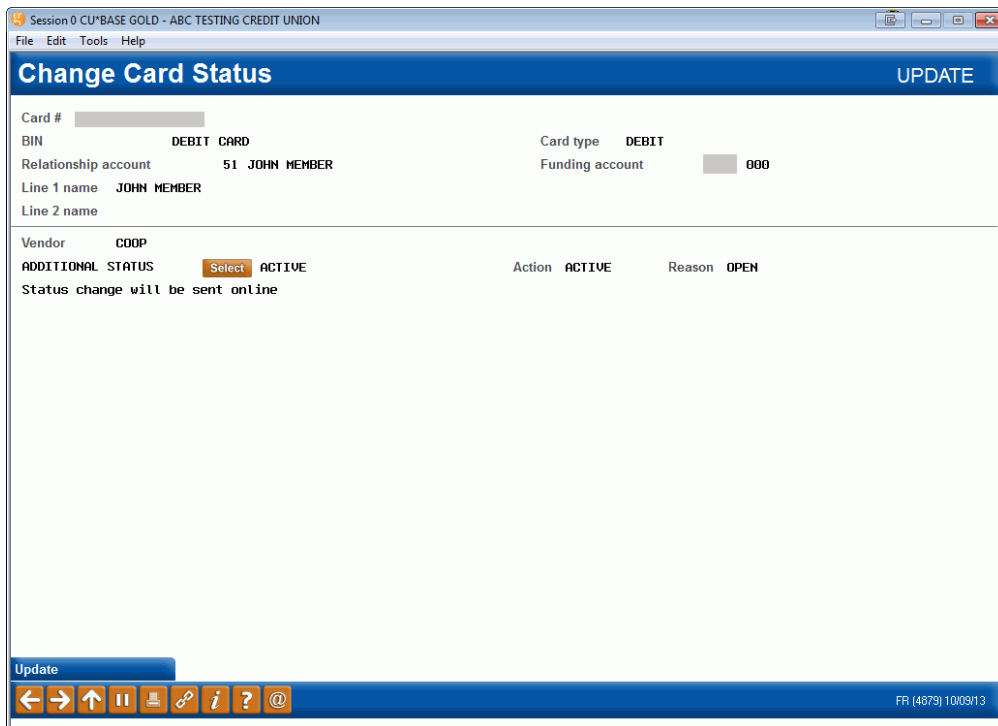 Session 0 CU*BASE GOLD - ABC TESTING CREDIT UNION
File Edit Tools Help
Change Card Status UPDATE
Card #
BIN DEBIT CARD Card type DEBIT
Relationship account 51 JOHN MEMBER Funding account 000
Line 1 name JOHN MEMBER
Line 2 name
Vendor COOP
ADDITIONAL STATUS Select ACTIVE Action ACTIVE Reason OPEN
Status change will be sent online
Update
FR (4879) 10/09/13